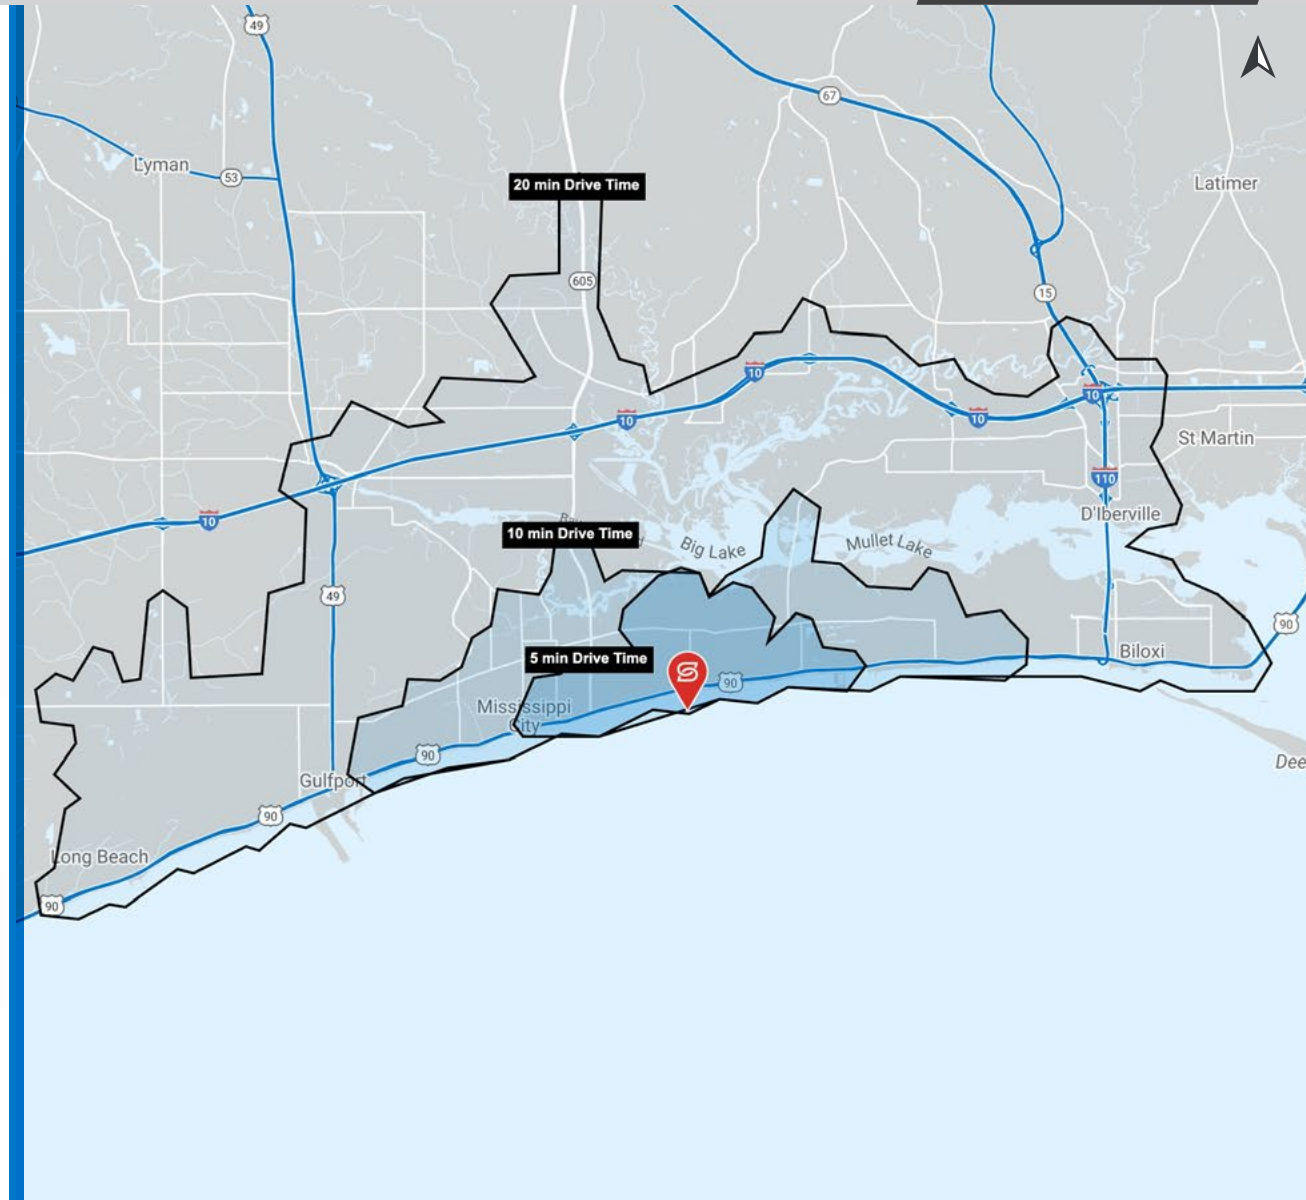 49
67
Lyman
53
20 min Drive Time
Latimer
605
15
10
10
10
10
St Martin
110
10
D'Iberville
10 min Drive Time
Big Lake
Mullet Lake
49
90
5 min Drive Time
Biloxi
90
Mississippi
City
90
Gulfport
Dee
90
Long Beach
90